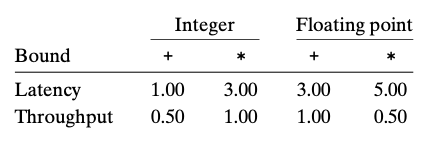 Integer Floating point
Bound + * + *
Latency 1.00 3.00 3.00 5.00
Throughput 0.50 1.00 1.00 0.50